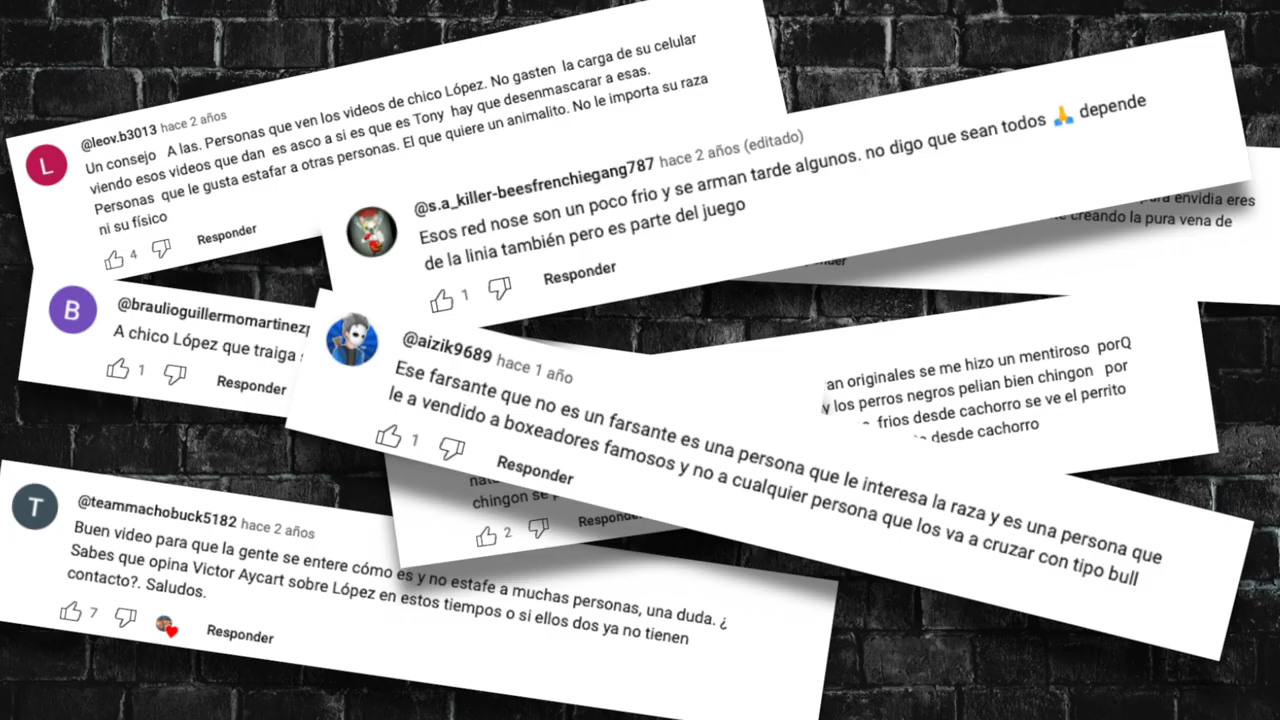 @leov.b3013 hace 2 años
Un consejo A las. Personas que ven los videos de chico López. No gasten la carga de su celular
viendo esos videos que dan es asco a si es que es Tony hay que desenmascarar a esas.
Personas que le gusta estafar a otras personas. El que quiere un animalito. No le importa su raza
ni su físico
4 Responder
@s.a_killer-beesfrenchiegang787 hace 2 años (editado)
Esos red nose son un poco frio y se arman tarde algunos. no digo que sean todos 🙏 depende
de la linia también pero es parte del juego
1 Responder
envidia eres
creando la pura vena de
@braulioguillermomartinez
A chico López que traiga
1 Responder
@aizik9689 hace 1 año
Ese farsante que no es un farsante es una persona que le interesa la raza y es una persona que
le a vendido a boxeadores famosos y no a cualquier persona que los va a cruzar con tipo bull
1 Responder
originales se me hizo un mentiroso porQ
los perros negros pelian bien chingon por
frios desde cachorro se ve el perrito
desde cachorro
chingon se
2 Responder
@teammachobuck5182 hace 2 años
Buen video para que la gente se entere cómo es y no estafe a muchas personas, una duda. ¿
Sabes que opina Victor Aycart sobre López en estos tiempos o si ellos dos ya no tienen
contacto?. Saludos.
7 Responder